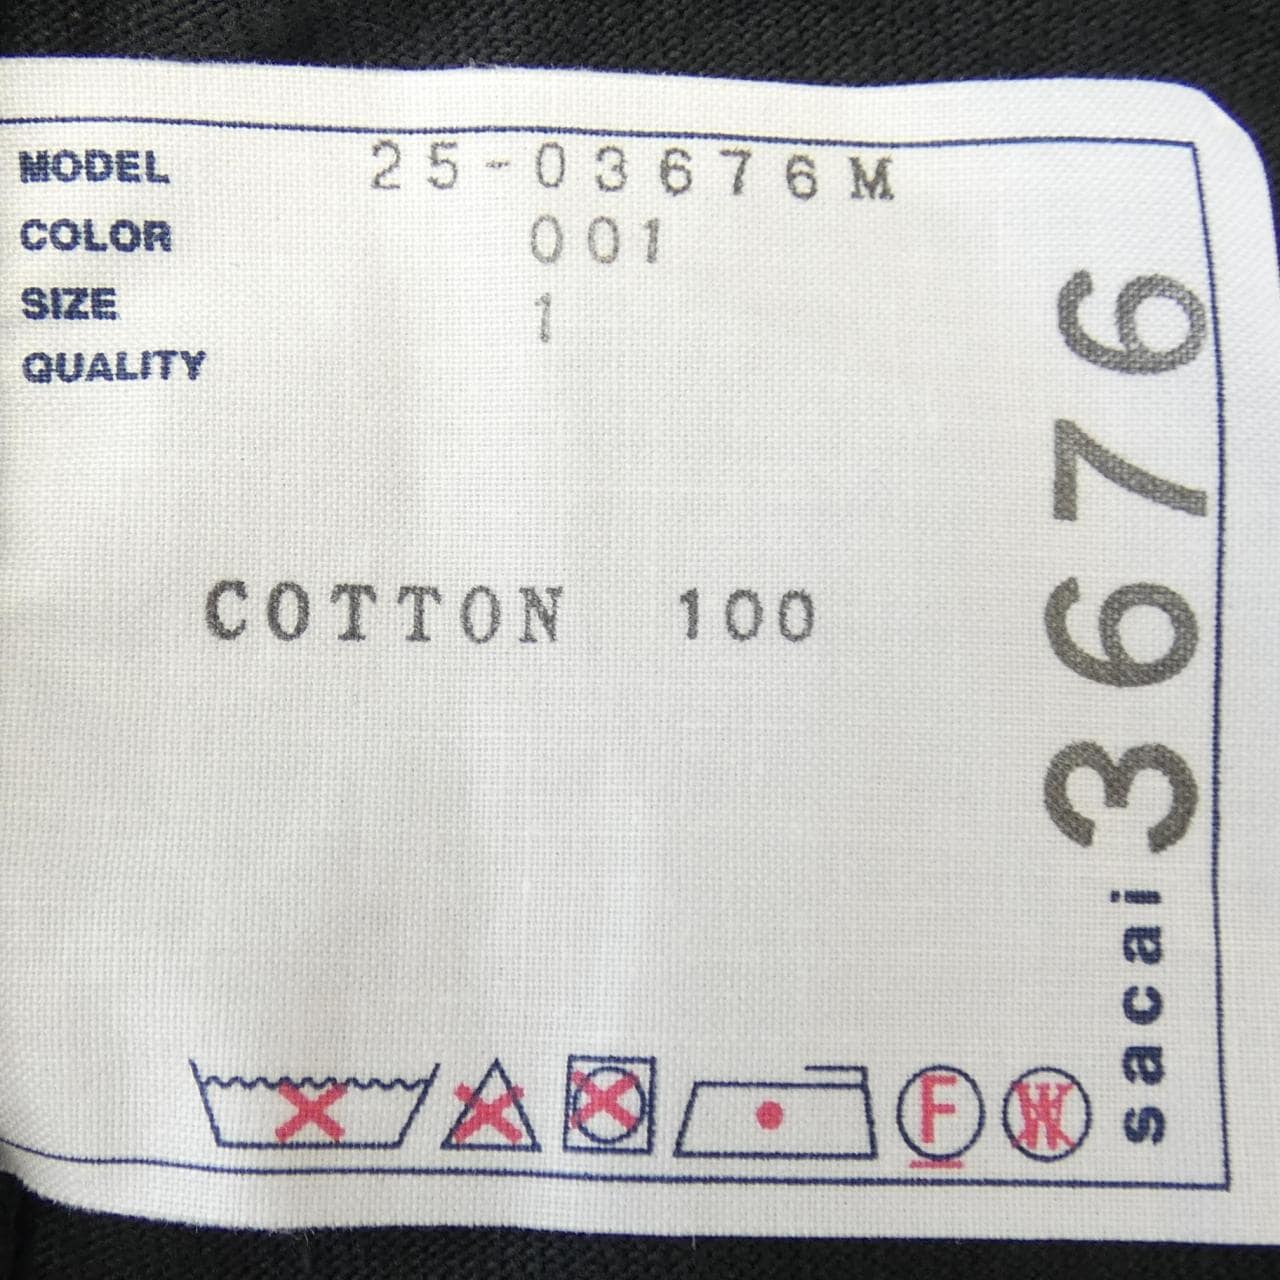 MODEL 25-03676M
COLOR 001
SIZE 1
QUALITY
COTTON 100
sacai 3676
F
W